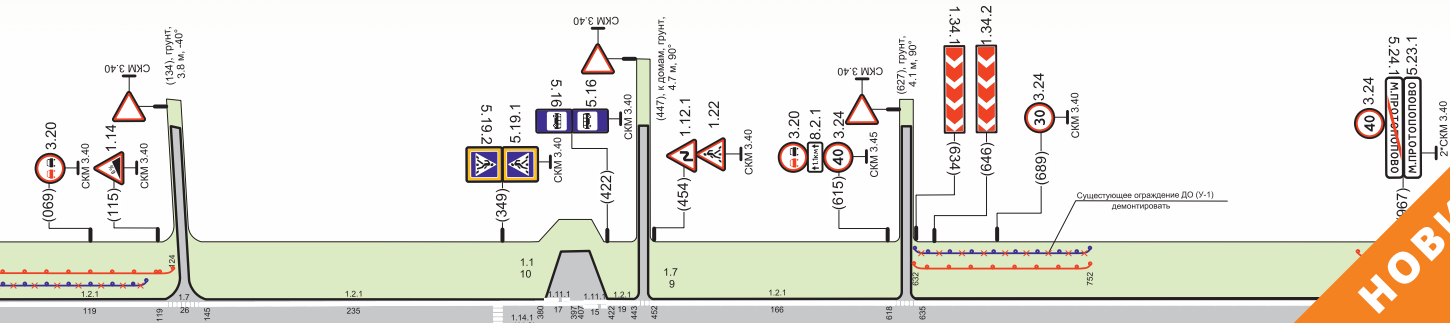 (069)
3.20
СКМ 3.40
(115)
1.14
СКМ 3.40
СКМ 3.40
(134), грунт,
3.8 м, -40°
(349)
5.19.2
5.19.1
СКМ 3.40
5.16
5.16
СКМ 3.40
(422)
СКМ 3.40
(447), к домам, грунт,
4.7 м, 90°
(454)
1.12.1
1.22
СКМ 3.40
3.20
8.2.1
3.24
40
(615)
СКМ 3.45
СКМ 3.40
(627), грунт,
4.1 м, 90°
1.34.1
(634)
1.34.2
(646)
30
3.24
СКМ 3.40
(689)
Сущестующее ограждение ДО (У-1)
демонтировать
40
3.24
5.24.1
М.ПРОТОПОПОВО
5.23.1
М.ПРОТОПОПОВО
2*СКМ 3.40
1.2.1
119
119
124
1.7
26
145
1.2.1
235
1.1
10
1.14.1
380
1.11.1
17
397
407
1.11.1
15
422
1.2.1
19
443
452
1.7
9
1.2.1
166
618
632
635
752